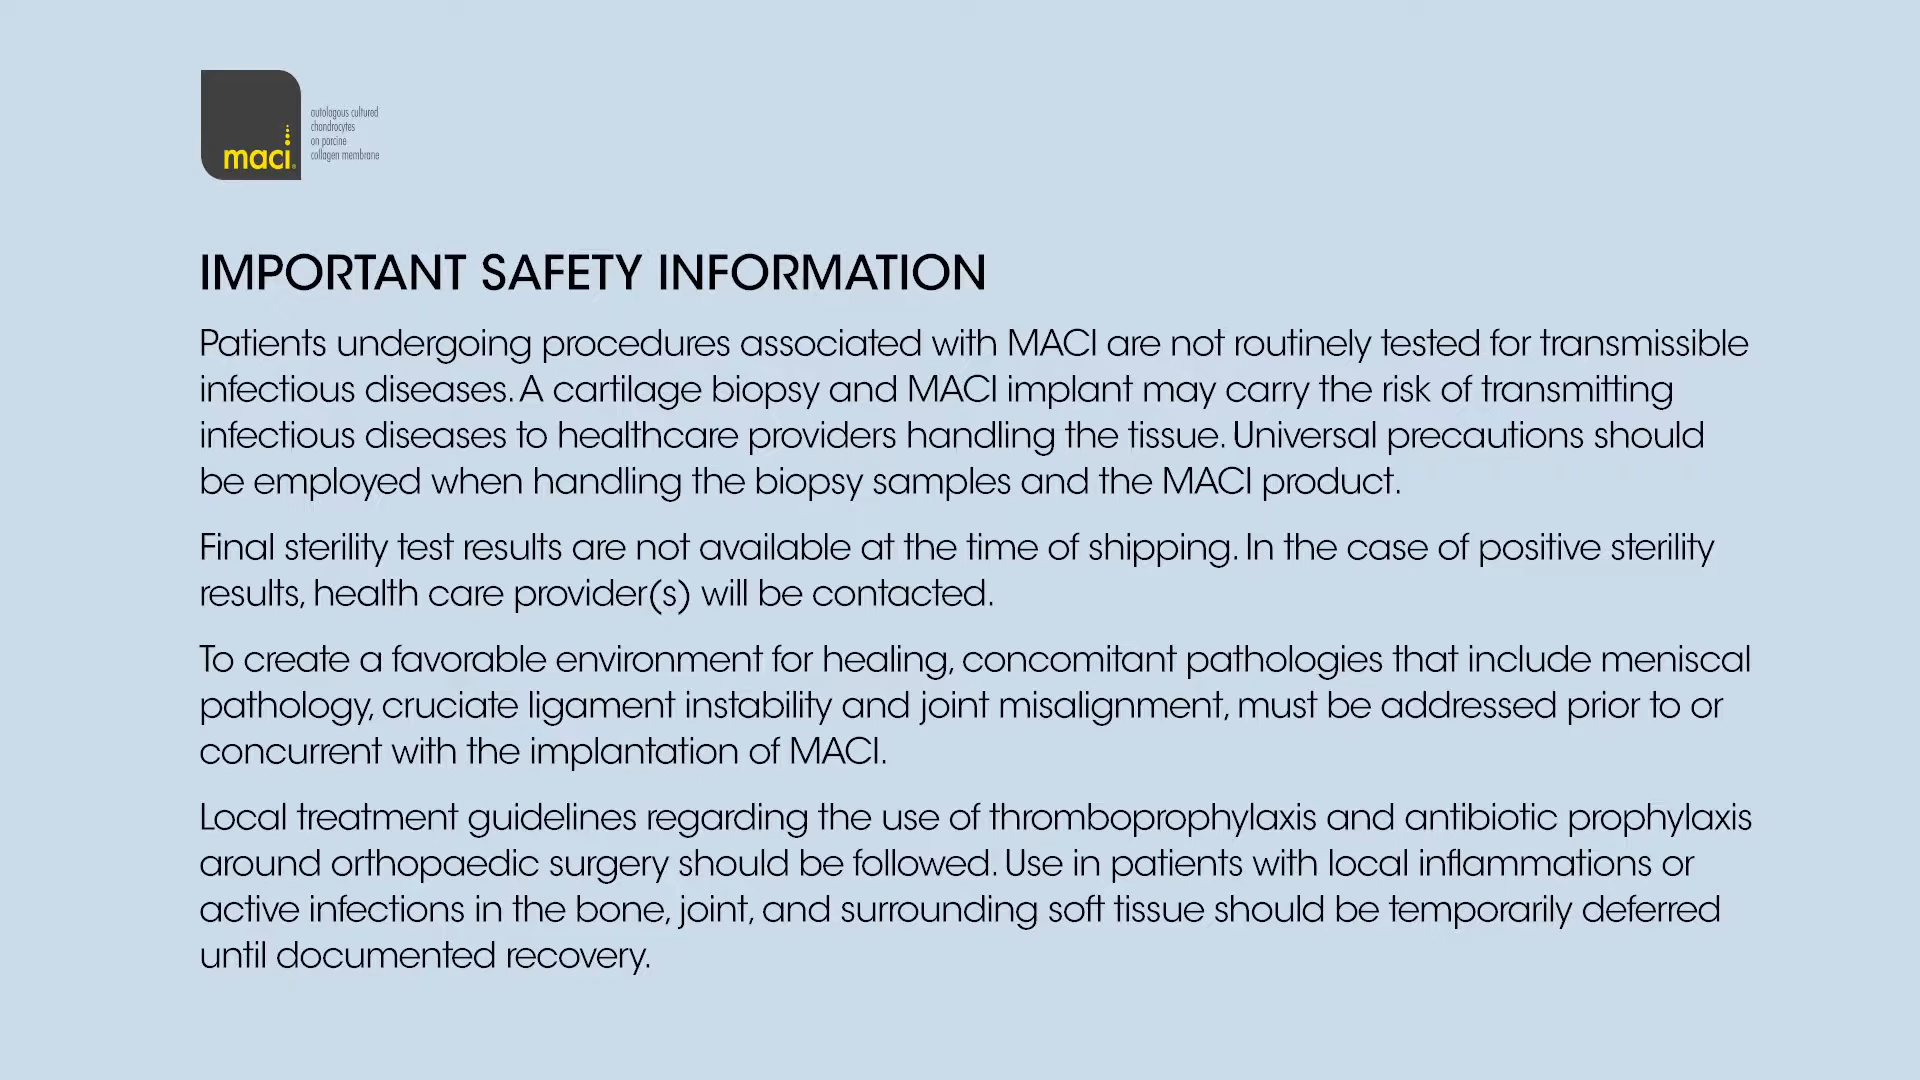 maci®
autologous cultured
chondrocytes
on porcine
collagen membrane
IMPORTANT SAFETY INFORMATION
Patients undergoing procedures associated with MACI are not routinely tested for transmissible
infectious diseases. A cartilage biopsy and MACI implant may carry the risk of transmitting
infectious diseases to healthcare providers handling the tissue. Universal precautions should
be employed when handling the biopsy samples and the MACI product.
Final sterility test results are not available at the time of shipping. In the case of positive sterility
results, health care provider(s) will be contacted.
To create a favorable environment for healing, concomitant pathologies that include meniscal
pathology, cruciate ligament instability and joint misalignment, must be addressed prior to or
concurrent with the implantation of MACI.
Local treatment guidelines regarding the use of thromboprophylaxis and antibiotic prophylaxis
around orthopaedic surgery should be followed. Use in patients with local inflammations or
active infections in the bone, joint, and surrounding soft tissue should be temporarily deferred
until documented recovery.